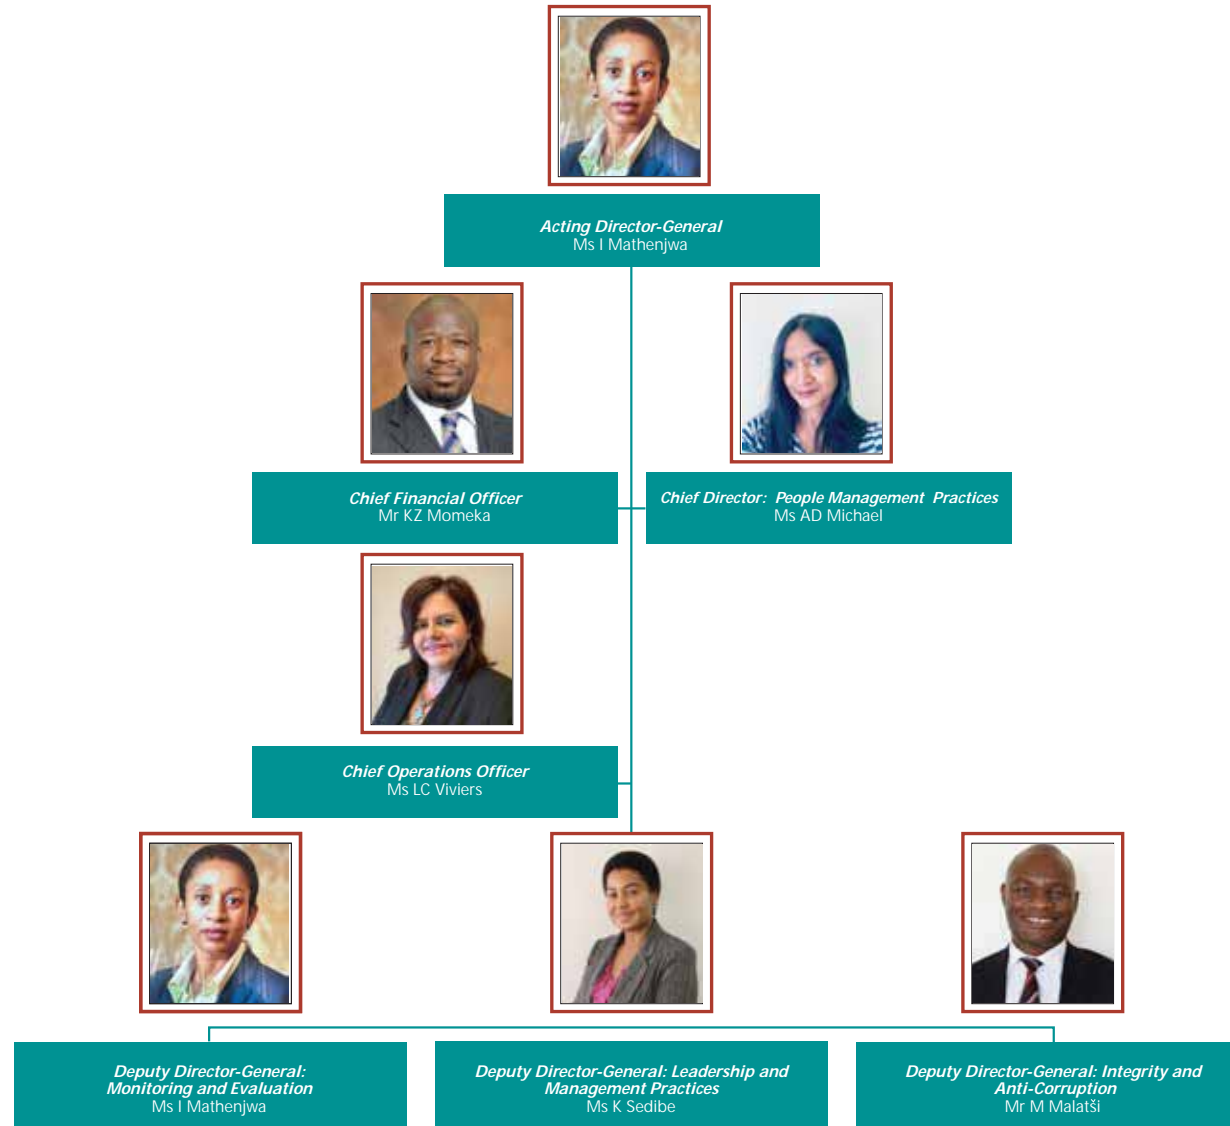 Acting Director-General
Ms I Mathenjwa
Chief Financial Officer
Mr KZ Momeka
Chief Director: People Management Practices
Ms AD Michael
Chief Operations Officer
Ms LC Viviers
Deputy Director-General:
Monitoring and Evaluation
Ms I Mathenjwa
Deputy Director-General: Leadership and
Management Practices
Ms K Sedibe
Deputy Director-General: Integrity and
Anti-Corruption
Mr M Malatši